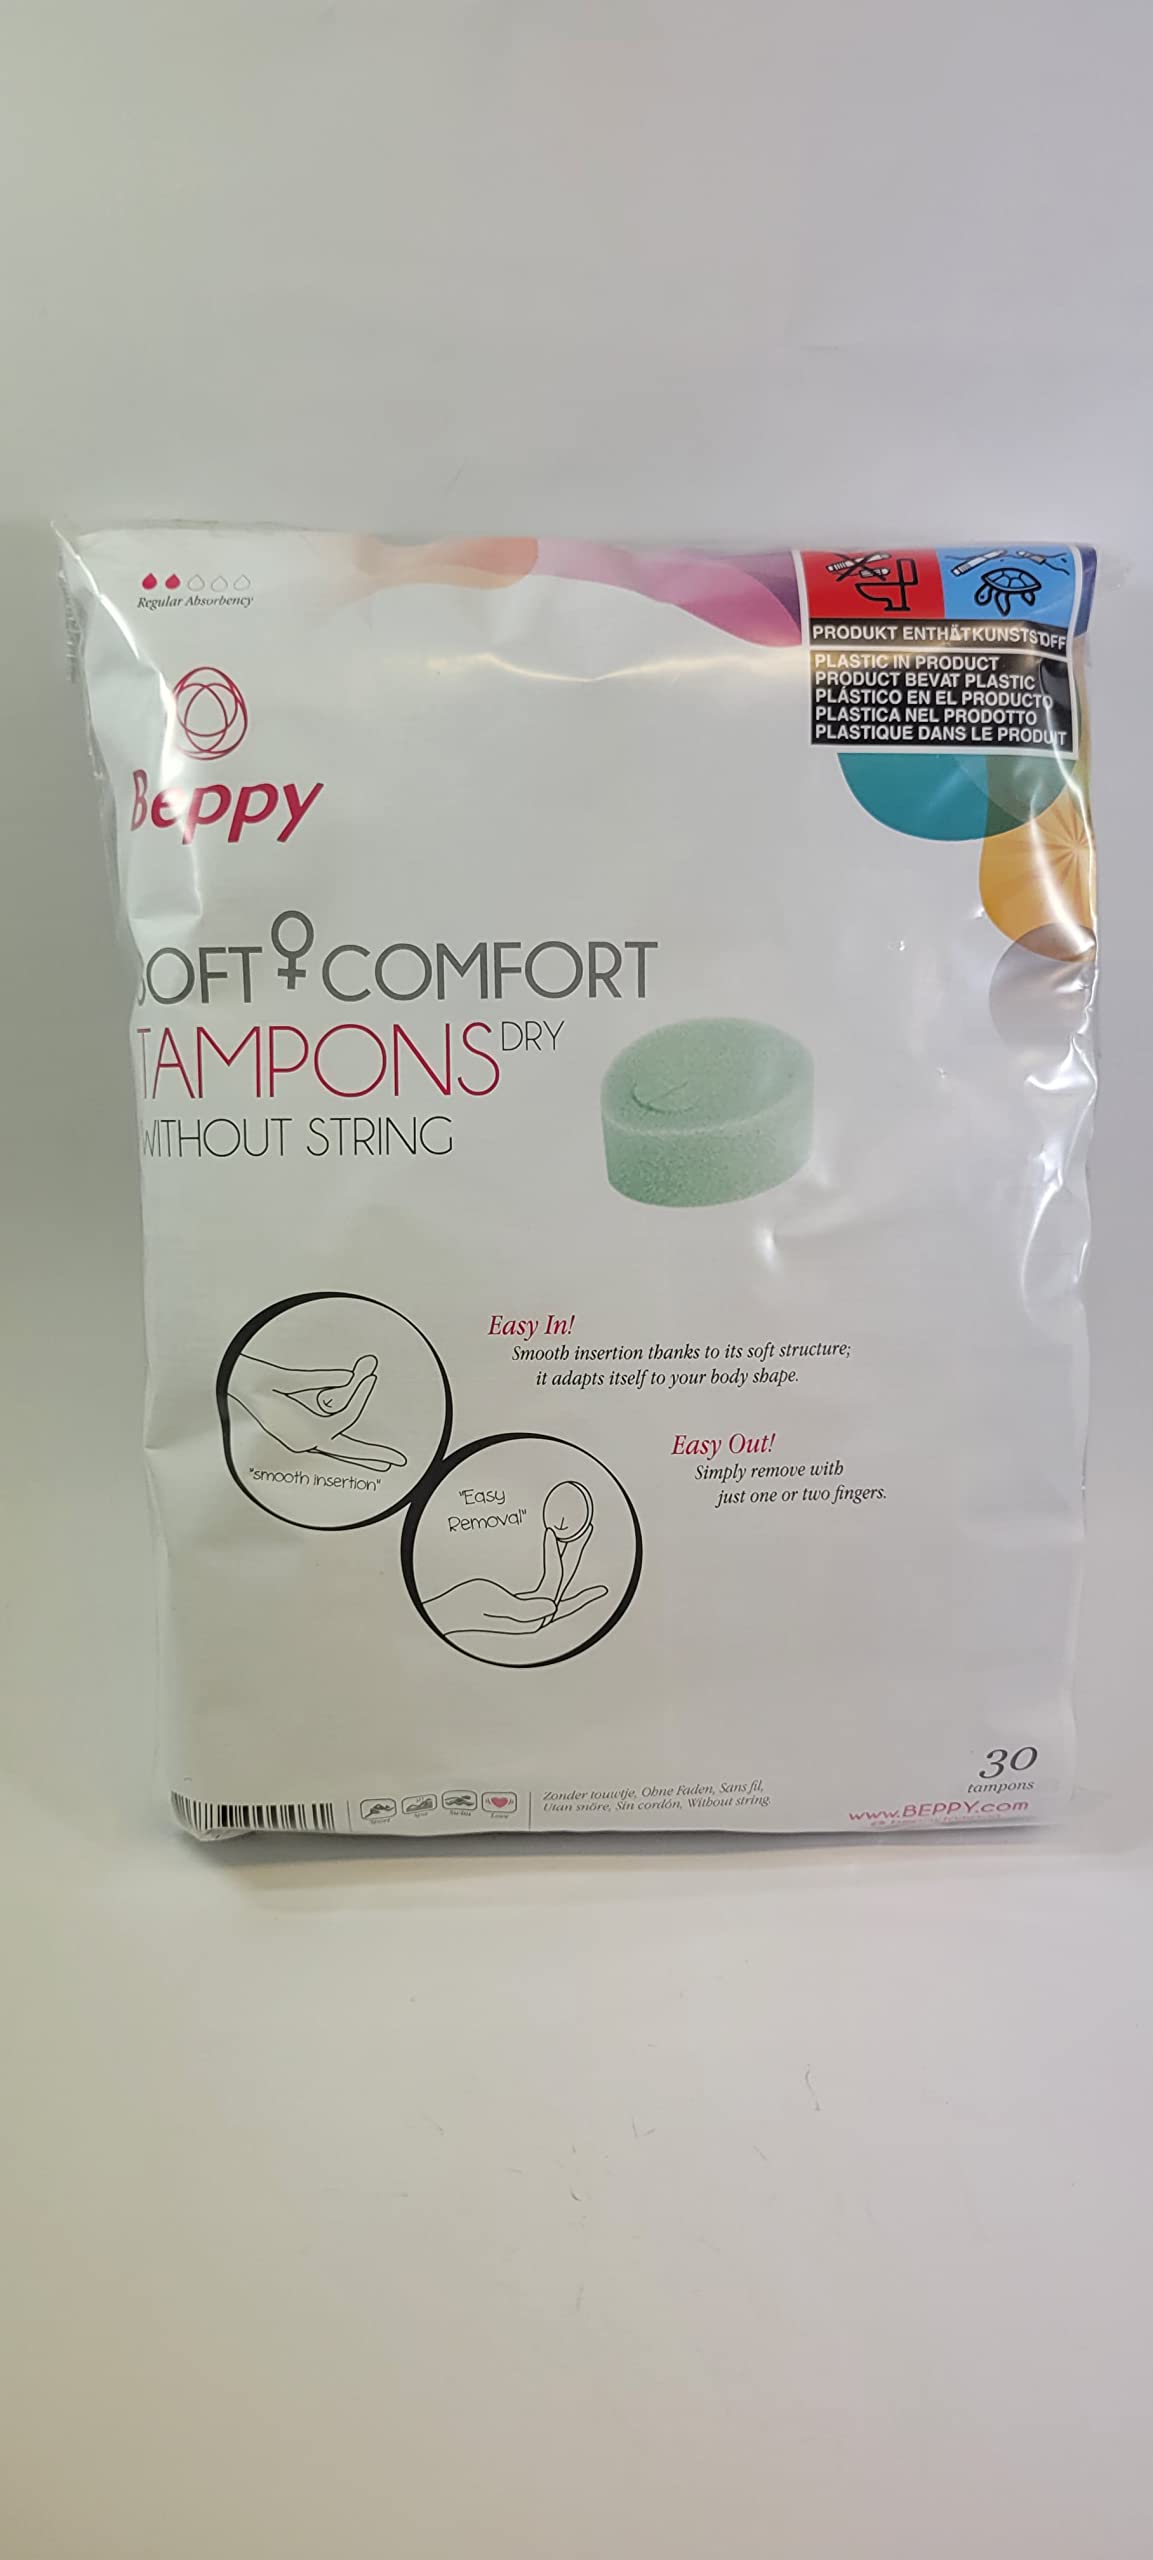 Regular Absorbency
PRODUKT ENTHÄTKUNSTSTOFF
PLASTIC IN PRODUCT
PRODUCT BEVAT PLASTIC
PLÁSTICO EN EL PRODUCTO
PLASTICA NEL PRODOTTO
PLASTIQUE DANS LE PRODUIT
Beppy
SOFT COMFORT
TAMPONS DRY
WITHOUT STRING
Easy In!
Smooth insertion thanks to its soft structure;
it adapts itself to your body shape.
"smooth insertion"
Easy Out!
Simply remove with
just one or two fingers.
"Easy
Removal"
30
tampons
Zonder touwtje, Ohne Faden, Sans fil,
Utan snöre, Sin cordón, Without string.
www.BEPPY.com